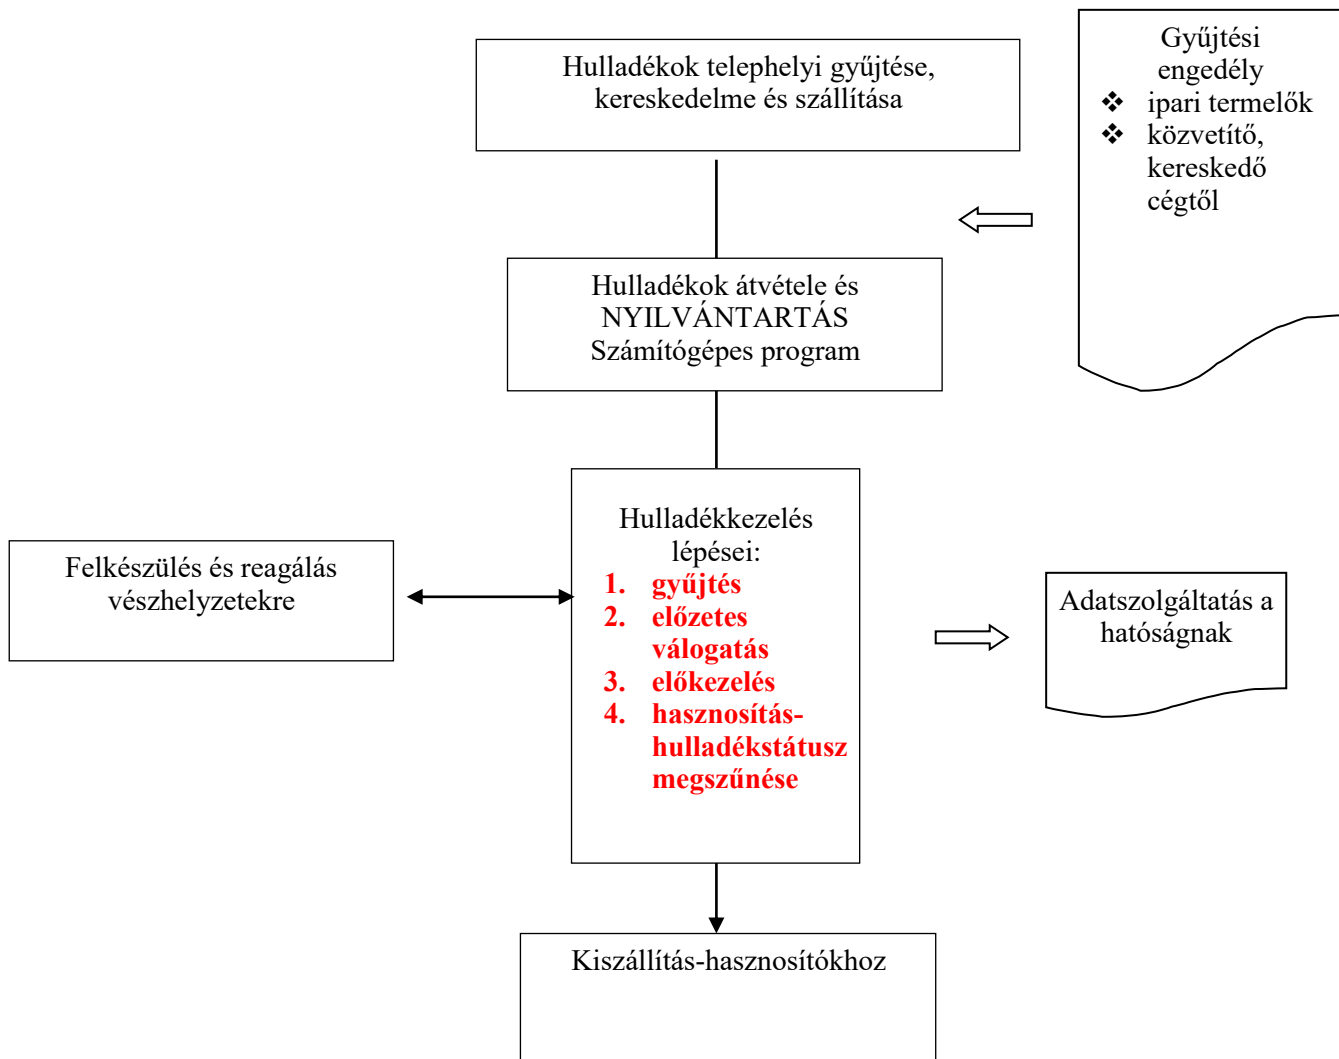 Hulladékok telephelyi gyűjtése,
kereskedelme és szállítása
Gyűjtési
engedély
❖ ipari termelők
❖ közvetítő,
kereskedő
cégtől
Hulladékok átvétele és
NYILVÁNTARTÁS
Számítógépes program
Hulladékkezelés
lépései:
1. gyűjtés
2. előzetes
válogatás
3. előkezelés
4. hasznosítás-
hulladékstátusz
megszűnése
Felkészülés és reagálás
vészhelyzetekre
Adatszolgáltatás a
hatóságnak
Kiszállítás-hasznosítókhoz